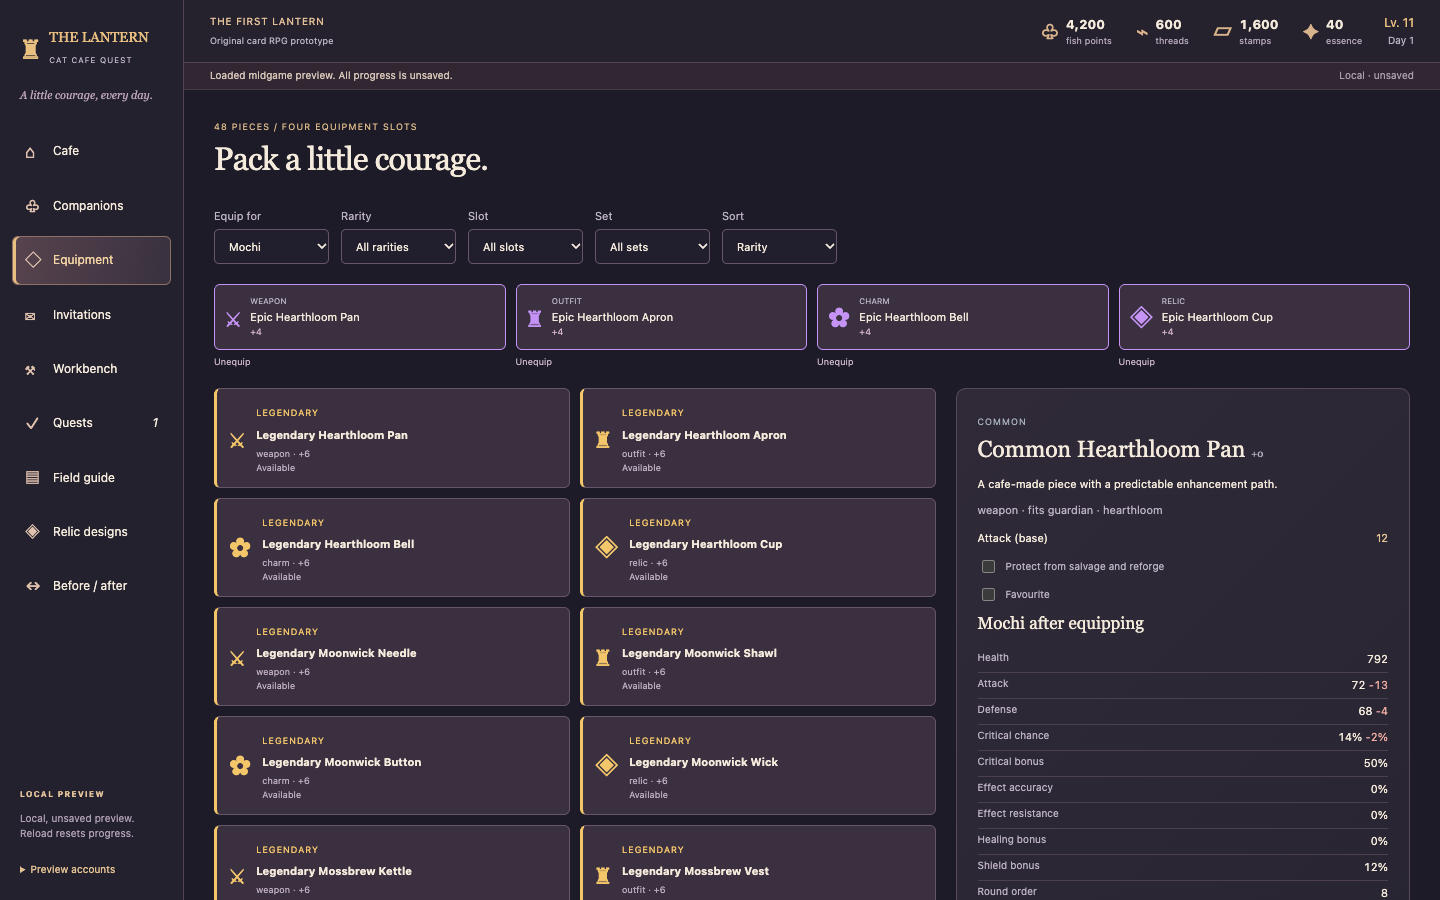 THE LANTERN
CAT CAFE QUEST
A little courage, every day.
Cafe
Companions
Equipment
Invitations
Workbench
Quests 1
Field guide
Relic designs
Before / after
LOCAL PREVIEW
Local, unsaved preview.
Reload resets progress.
Preview accounts
THE FIRST LANTERN
Original card RPG prototype
4,200
fish points
600
threads
1,600
stamps
40
essence
Lv. 11
Day 1
Loaded midgame preview. All progress is unsaved.
Local · unsaved
48 PIECES / FOUR EQUIPMENT SLOTS
Pack a little courage.
Equip for
Mochi
Rarity
All rarities
Slot
All slots
Set
All sets
Sort
Rarity
WEAPON
Epic Hearthloom Pan
+4
Unequip
OUTFIT
Epic Hearthloom Apron
+4
Unequip
CHARM
Epic Hearthloom Bell
+4
Unequip
RELIC
Epic Hearthloom Cup
+4
Unequip
LEGENDARY
Legendary Hearthloom Pan
weapon · +6
Available
LEGENDARY
Legendary Hearthloom Apron
outfit · +6
Available
LEGENDARY
Legendary Hearthloom Bell
charm · +6
Available
LEGENDARY
Legendary Hearthloom Cup
relic · +6
Available
LEGENDARY
Legendary Moonwick Needle
weapon · +6
Available
LEGENDARY
Legendary Moonwick Shawl
outfit · +6
Available
LEGENDARY
Legendary Moonwick Button
charm · +6
Available
LEGENDARY
Legendary Moonwick Wick
relic · +6
Available
LEGENDARY
Legendary Mossbrew Kettle
weapon · +6
LEGENDARY
Legendary Mossbrew Vest
outfit · +6
COMMON
Common Hearthloom Pan +0
A cafe-made piece with a predictable enhancement path.
weapon · fits guardian · hearthloom
Attack (base) 12
Protect from salvage and reforge
Favourite
Mochi after equipping
Health 792
Attack 72 -13
Defense 68 -4
Critical chance 14% -2%
Critical bonus 50%
Effect accuracy 0%
Effect resistance 0%
Healing bonus 0%
Shield bonus 12%
Round order 8